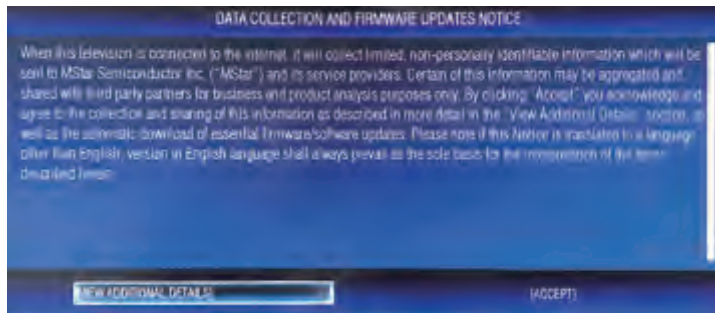 DATA COLLECTION AND FIRMWARE UPDATES NOTICE
When this television is connected to the internet, it will collect limited, non-personally identifiable information which will be
sent to MStar Semiconductor Inc. ("MStar") and its service providers. Certain of this information may be aggregated and
shared with third party partners for business and product analysis purposes only. By clicking "Accept" you acknowledge and
agree to the collection and sharing of this information as described in more detail in the "View Additional Details" section, as
well as the automatic download of essential firmware/software updates. Please note if this Notice is translated to a language
other than English, version in English language shall always prevail as the sole basis for the interpretation of the terms
described herein.
[VIEW ADDITIONAL DETAILS]
[ACCEPT]